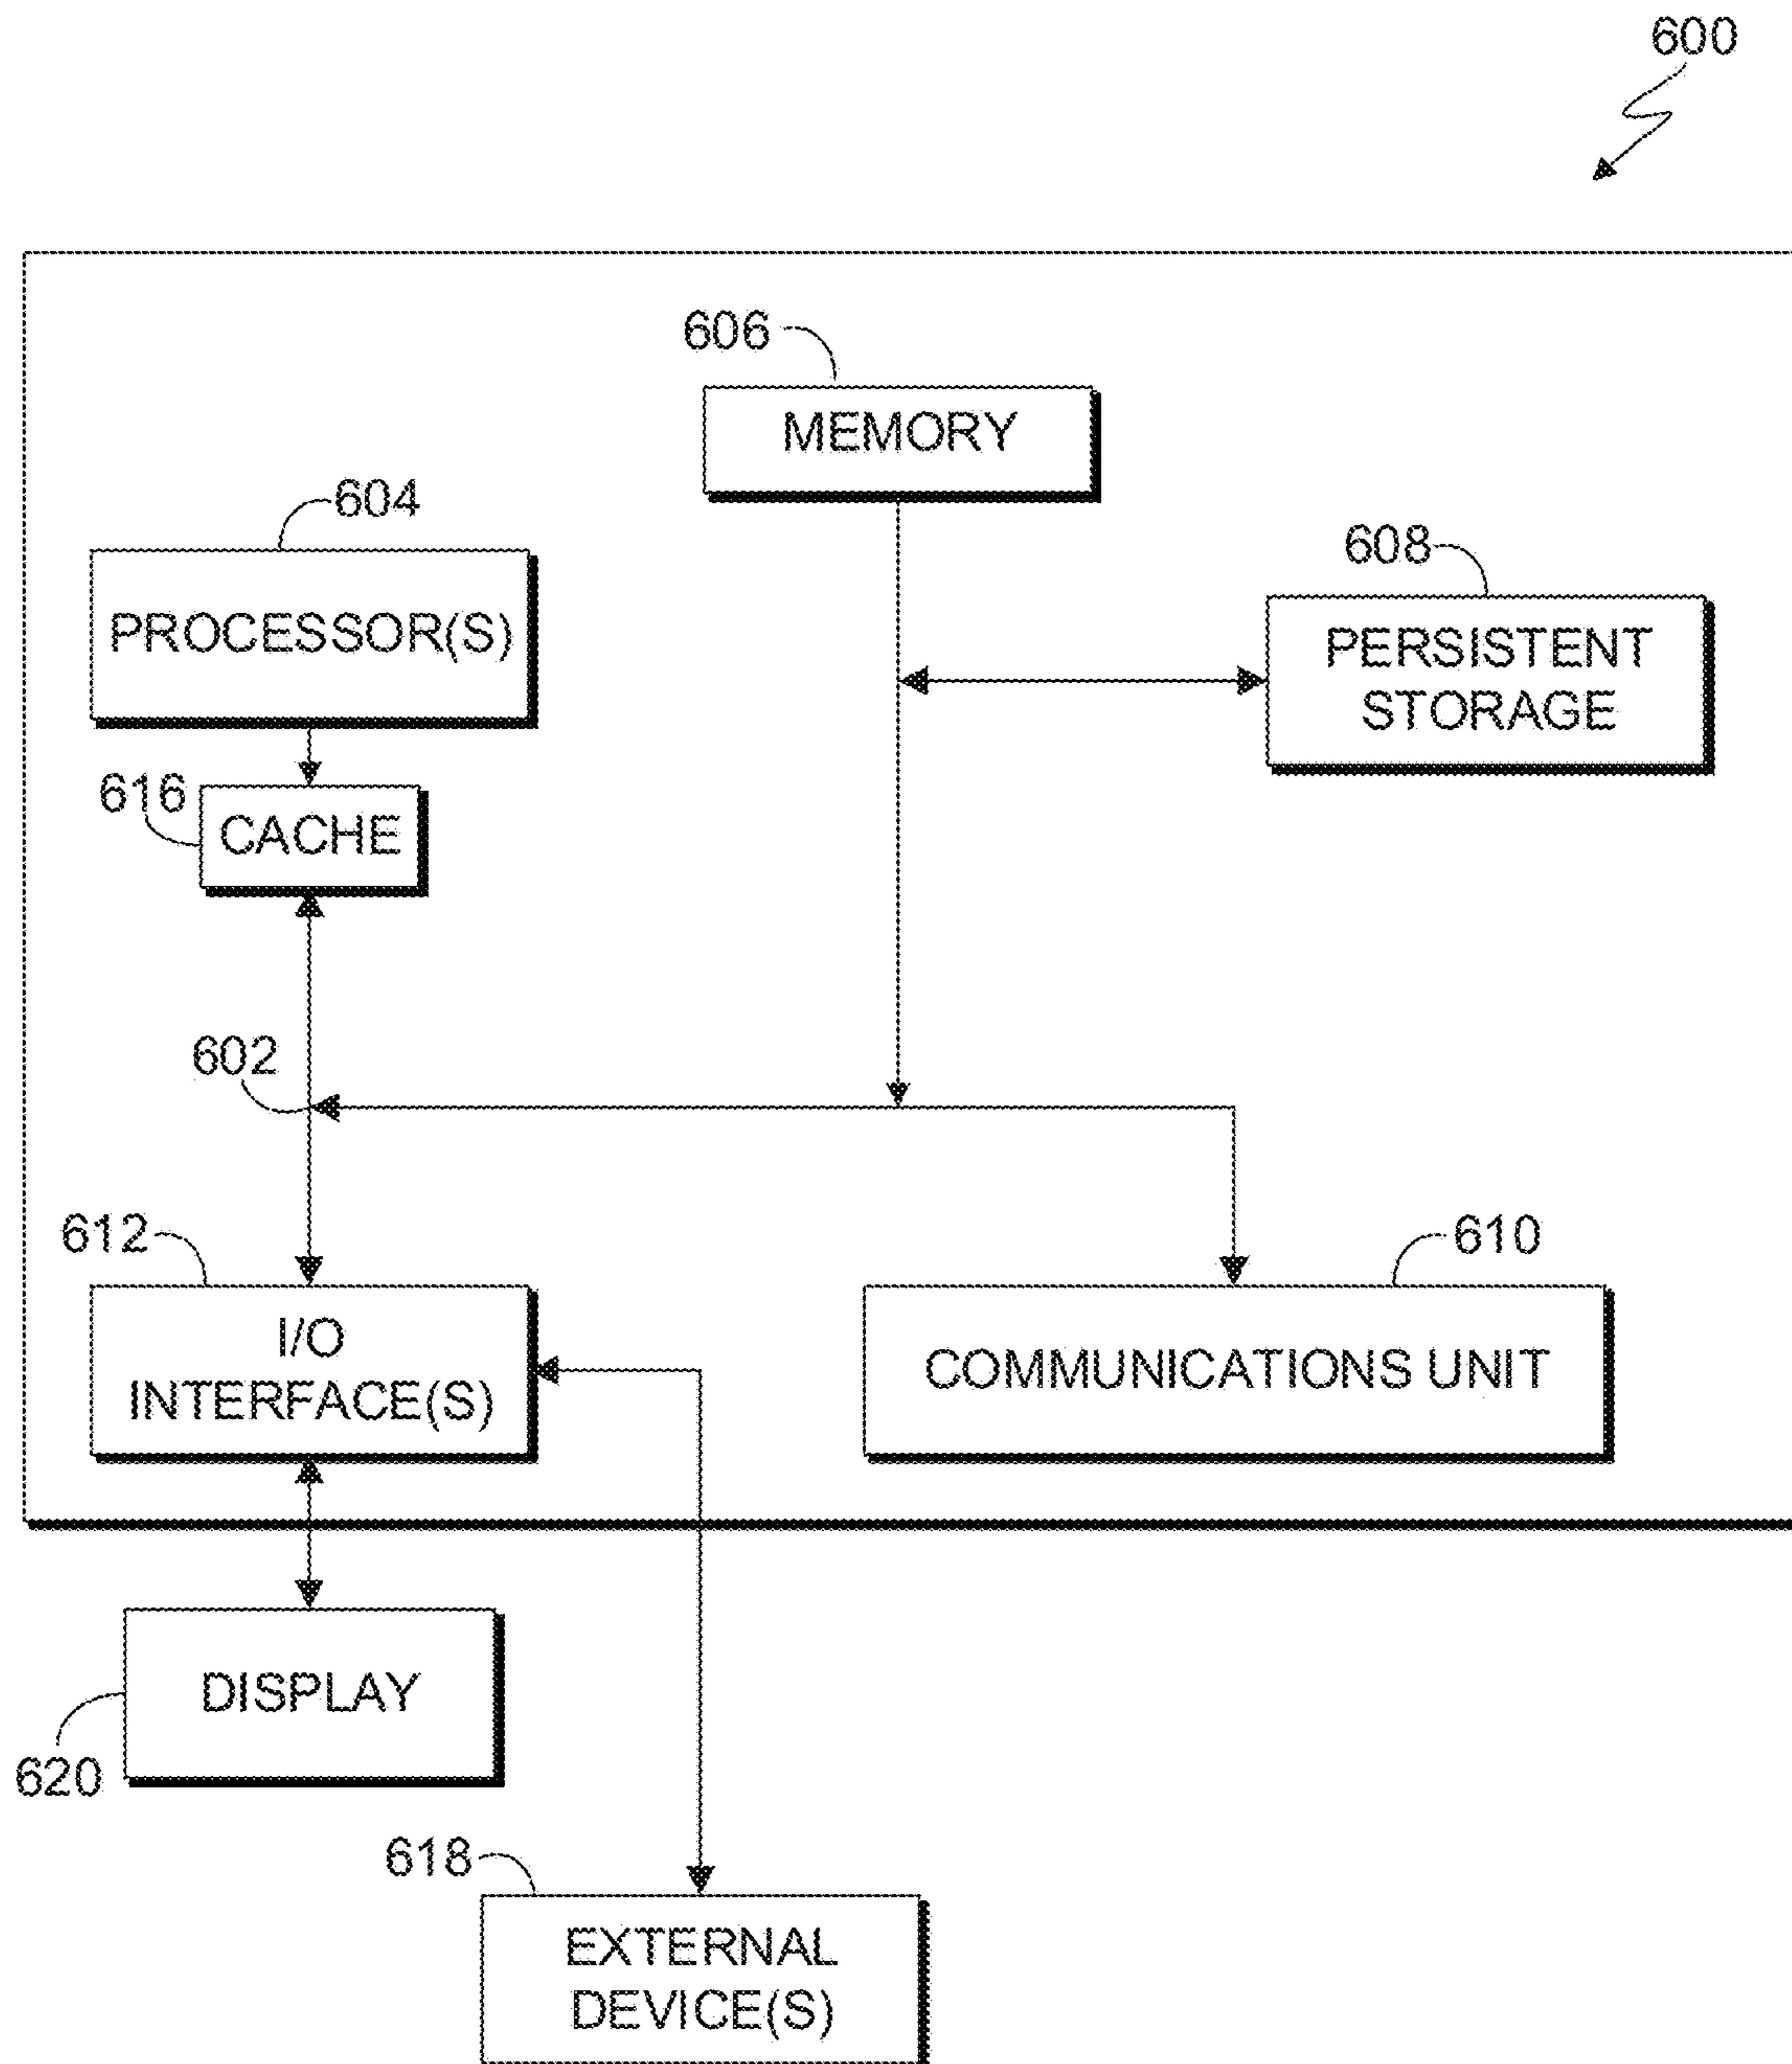 600
606
MEMORY
604
PROCESSOR(S)
608
PERSISTENT
STORAGE
616
CACHE
602
612
I/O
INTERFACE(S)
610
COMMUNICATIONS UNIT
DISPLAY
620
618
EXTERNAL
DEVICE(S)